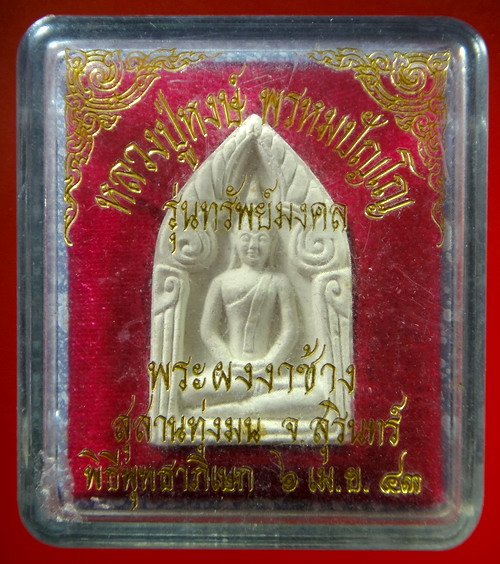 หลวงปู่หงษ์ พรหมปัญโญ
รุ่นทรัพย์มงคล
พระผงงาช้าง
สุสานทุ่งมน จ.สุรินทร์
พิธีพุทธาภิเษก ๖ เม.ย. ๔๓